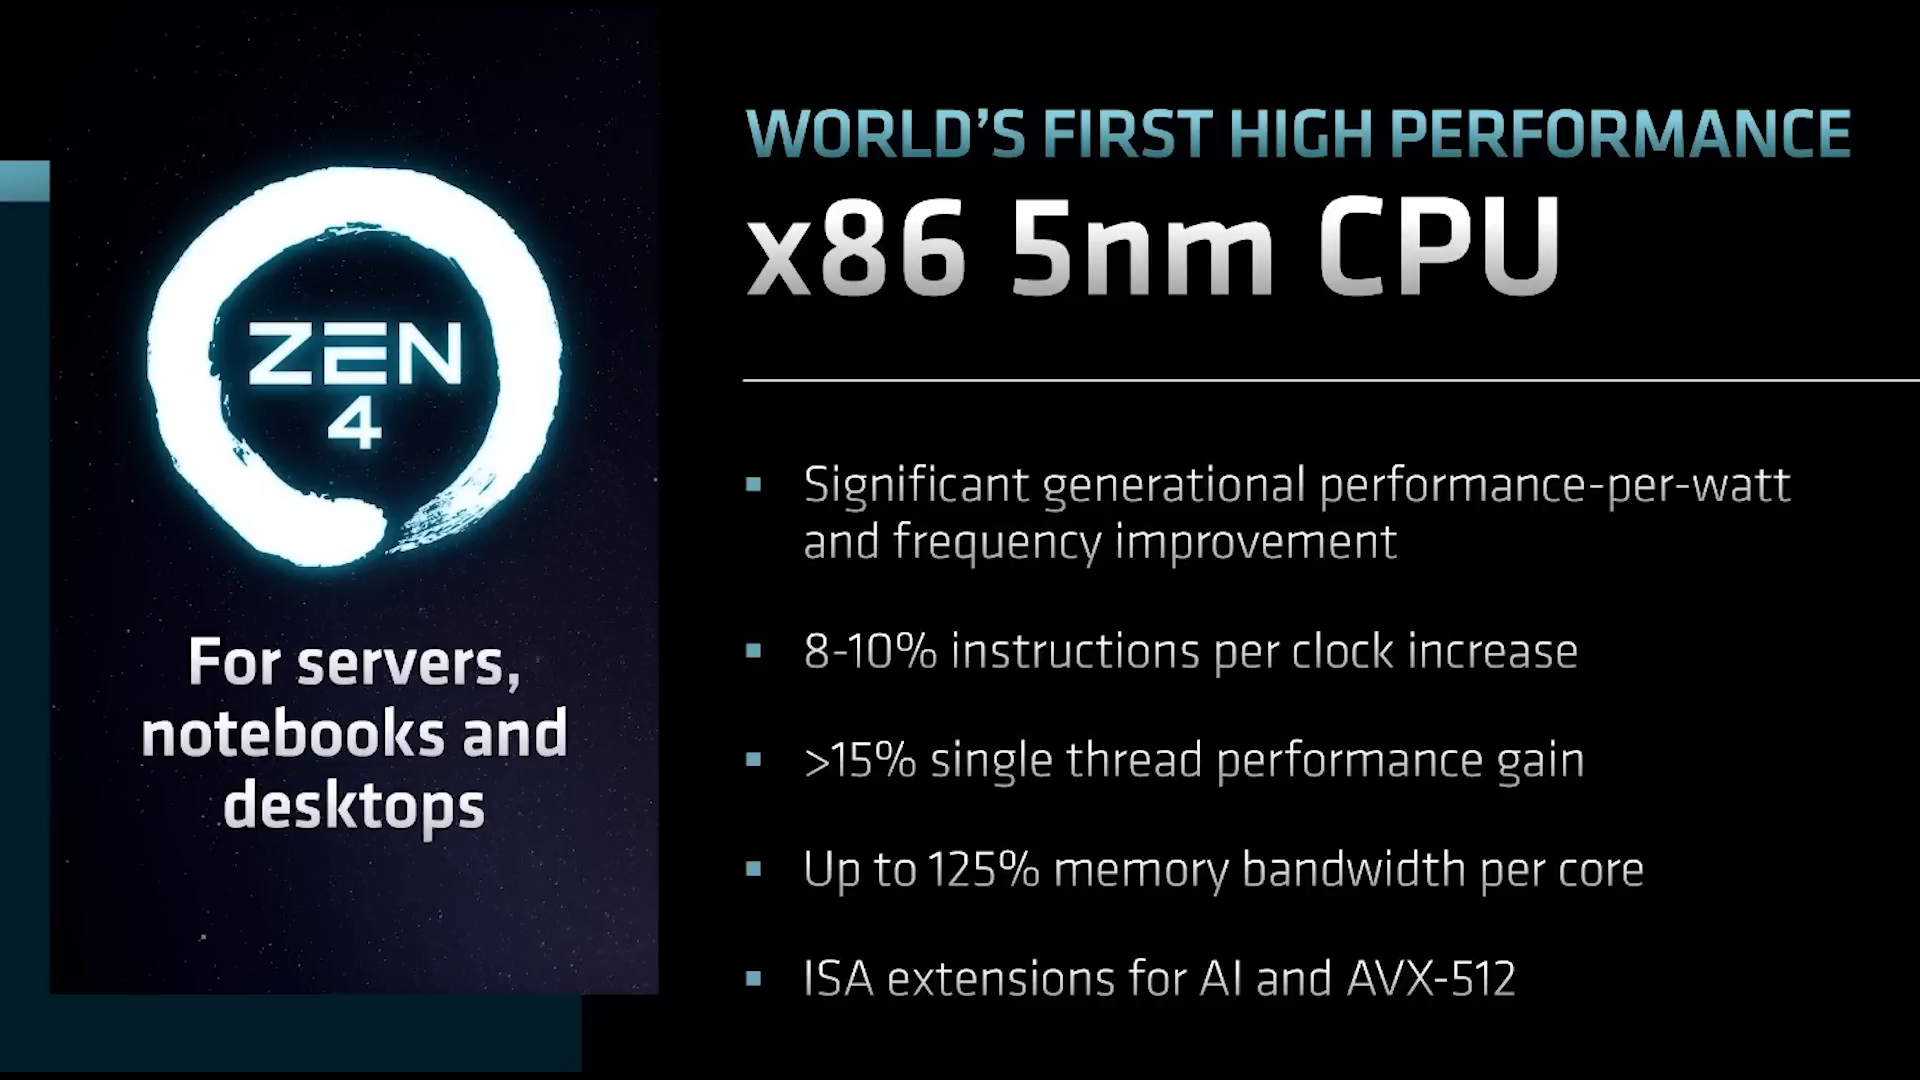 ZEN
4
For servers,
notebooks and
desktops
WORLD'S FIRST HIGH PERFORMANCE
x86 5nm CPU
Significant generational performance-per-watt
and frequency improvement
8-10% instructions per clock increase
>15% single thread performance gain
Up to 125% memory bandwidth per core
ISA extensions for AI and AVX-512